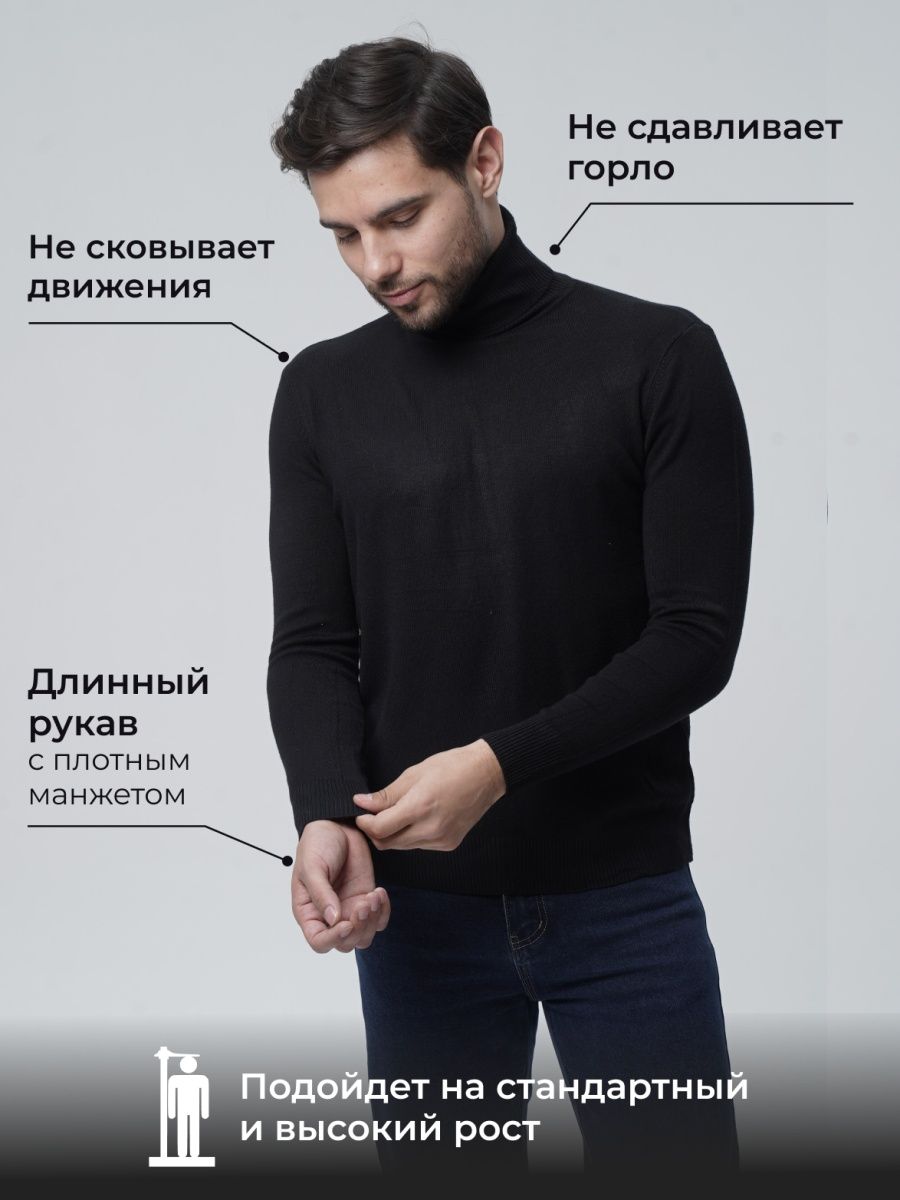 Не сдавливает
горло
Не сковывает
движения
Длинный
рукав
с плотным
манжетом
Подойдет на стандартный
и высокий рост